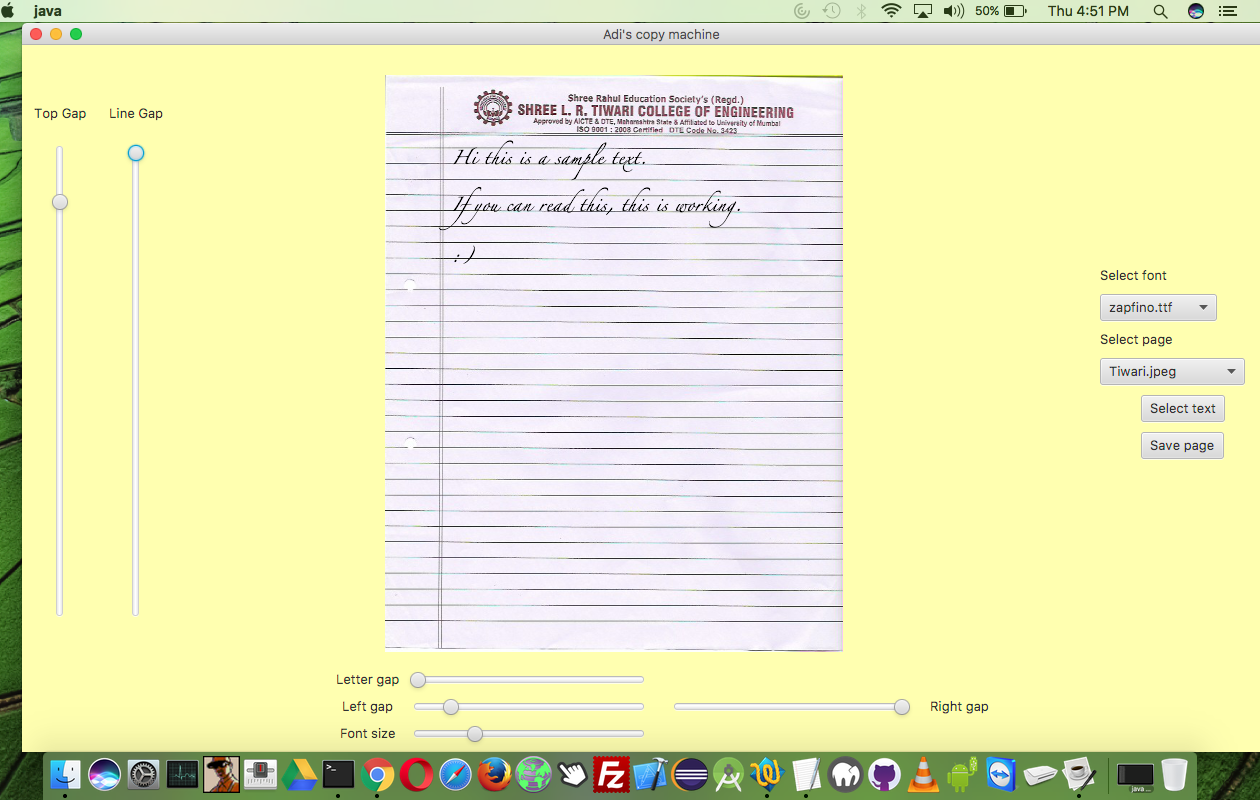 java
50%
Thu 4:51 PM
Adi's copy machine
Top Gap
Line Gap
Shree Rahul Education Society's (Regd.)
SHREE L. R. TIWARI COLLEGE OF ENGINEERING
Approved by AICTE & DTE, Maharashtra State & Affiliated to University of Mumbai
ISO 9001 : 2008 Certified DTE Code No. 3423
Hi this is a sample text.
If you can read this, this is working.
:)
Select font
zapfino.ttf
Select page
Tiwari.jpeg
Select text
Save page
Letter gap
Left gap
Right gap
Font size
Fz
java ...